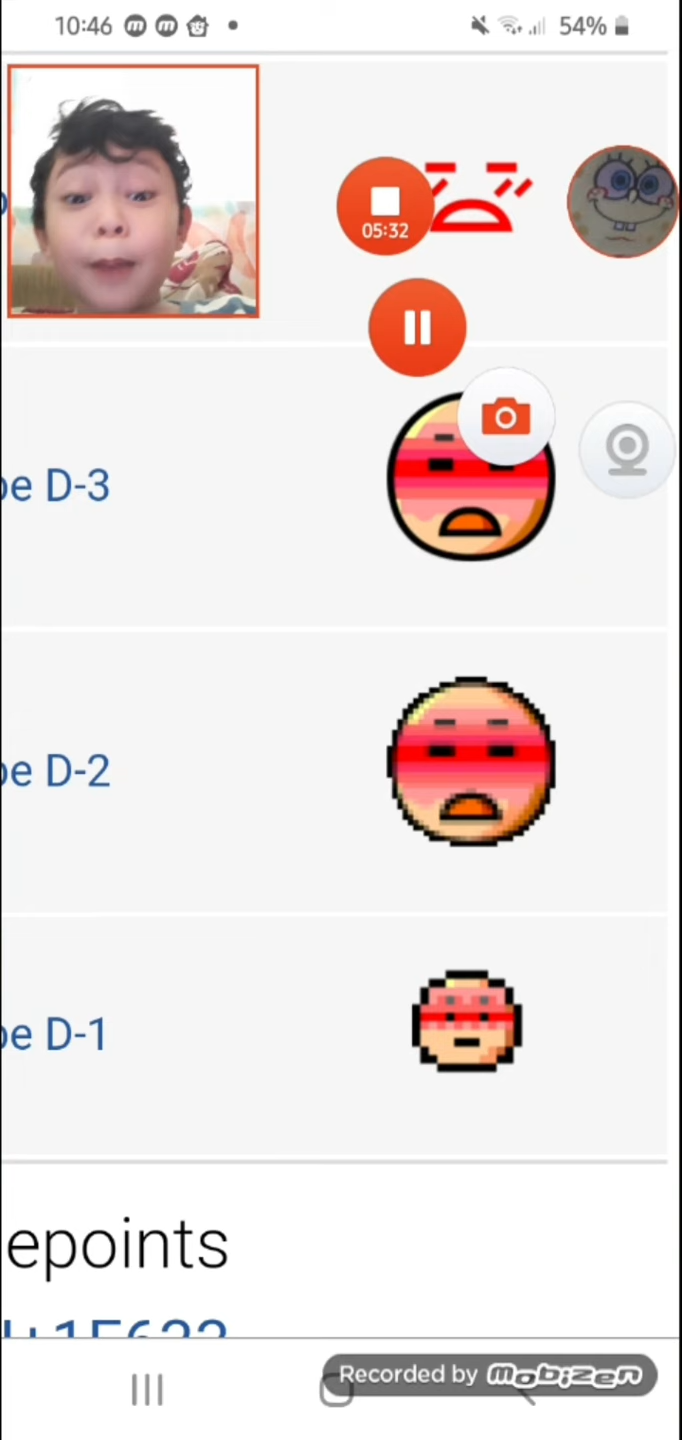 10:46
54%
05:32
pe D-3
pe D-2
pe D-1
epoints
Recorded by mobizen